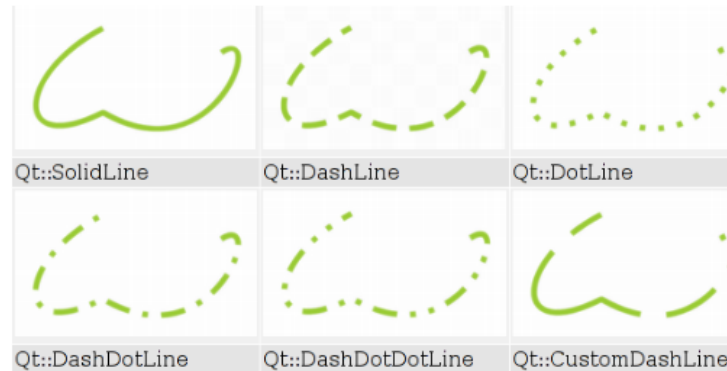 Qt::SolidLine
Qt::DashLine
Qt::DotLine
Qt::DashDotLine
Qt::DashDotDotLine
Qt::CustomDashLine